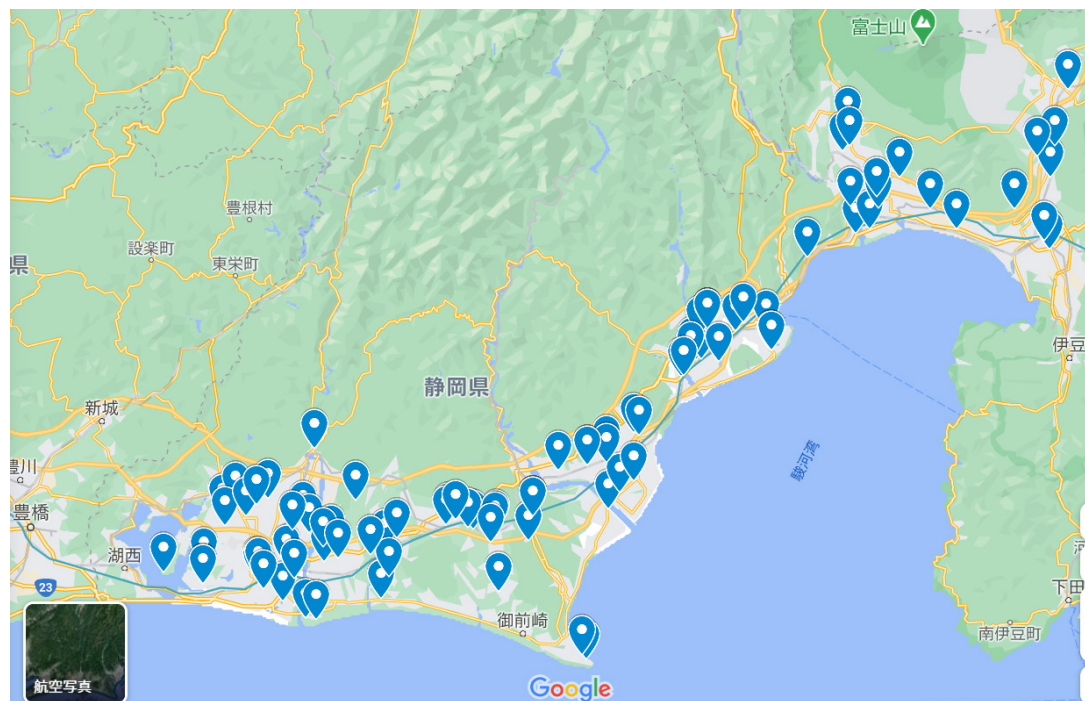 富士山
豊根村
設楽町
県
東栄町
伊豆
静岡県
新城
豊川
駿河湾
豊橋
湖西
河
23
下田
御前崎
南伊豆町
航空写真
Google